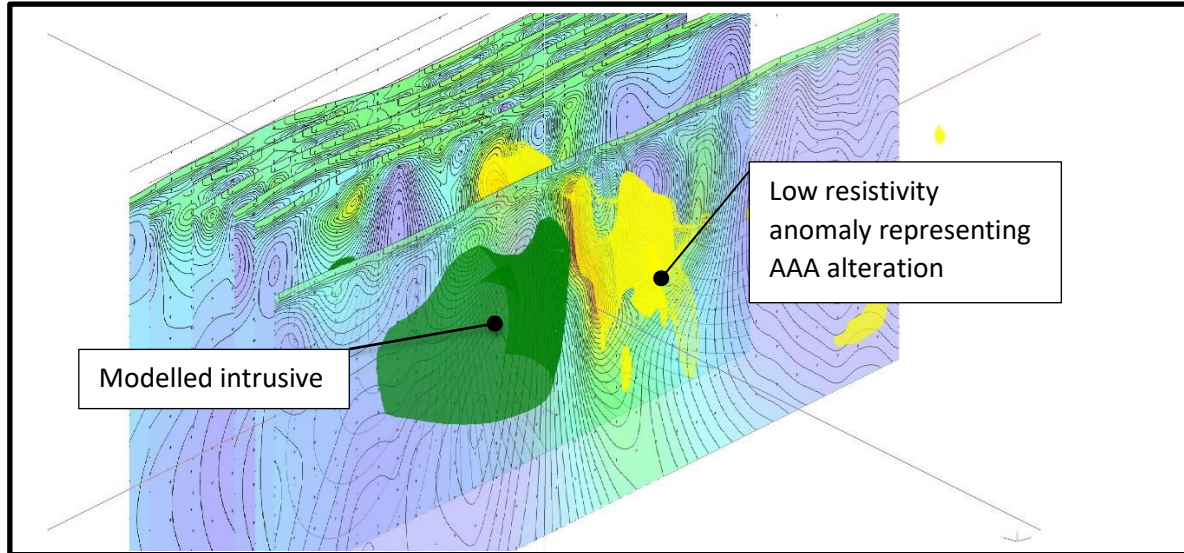 Low resistivity
anomaly representing
AAA alteration
Modelled intrusive